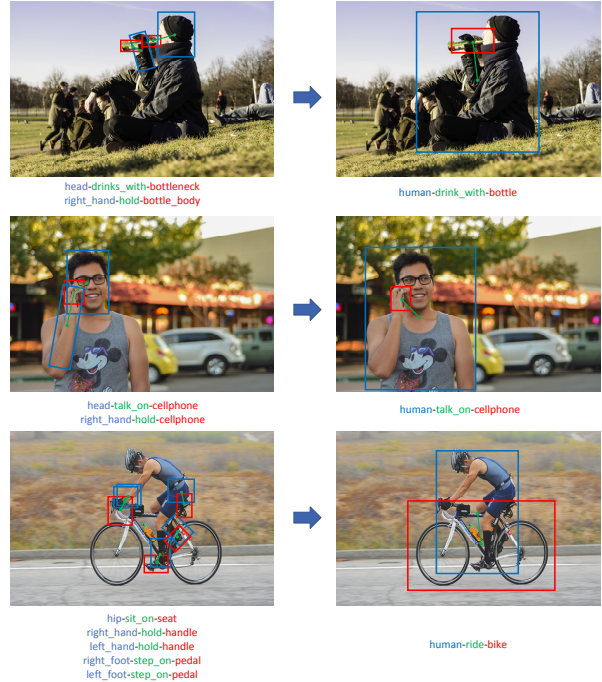 head-drinks_with-bottleneck
right_hand-hold-bottle_body
human-drink_with-bottle
head-talk_on-cellphone
right_hand-hold-cellphone
human-talk_on-cellphone
hip-sit_on-seat
right_hand-hold-handle
left_hand-hold-handle
right_foot-step_on-pedal
left_foot-step_on-pedal
human-ride-bike